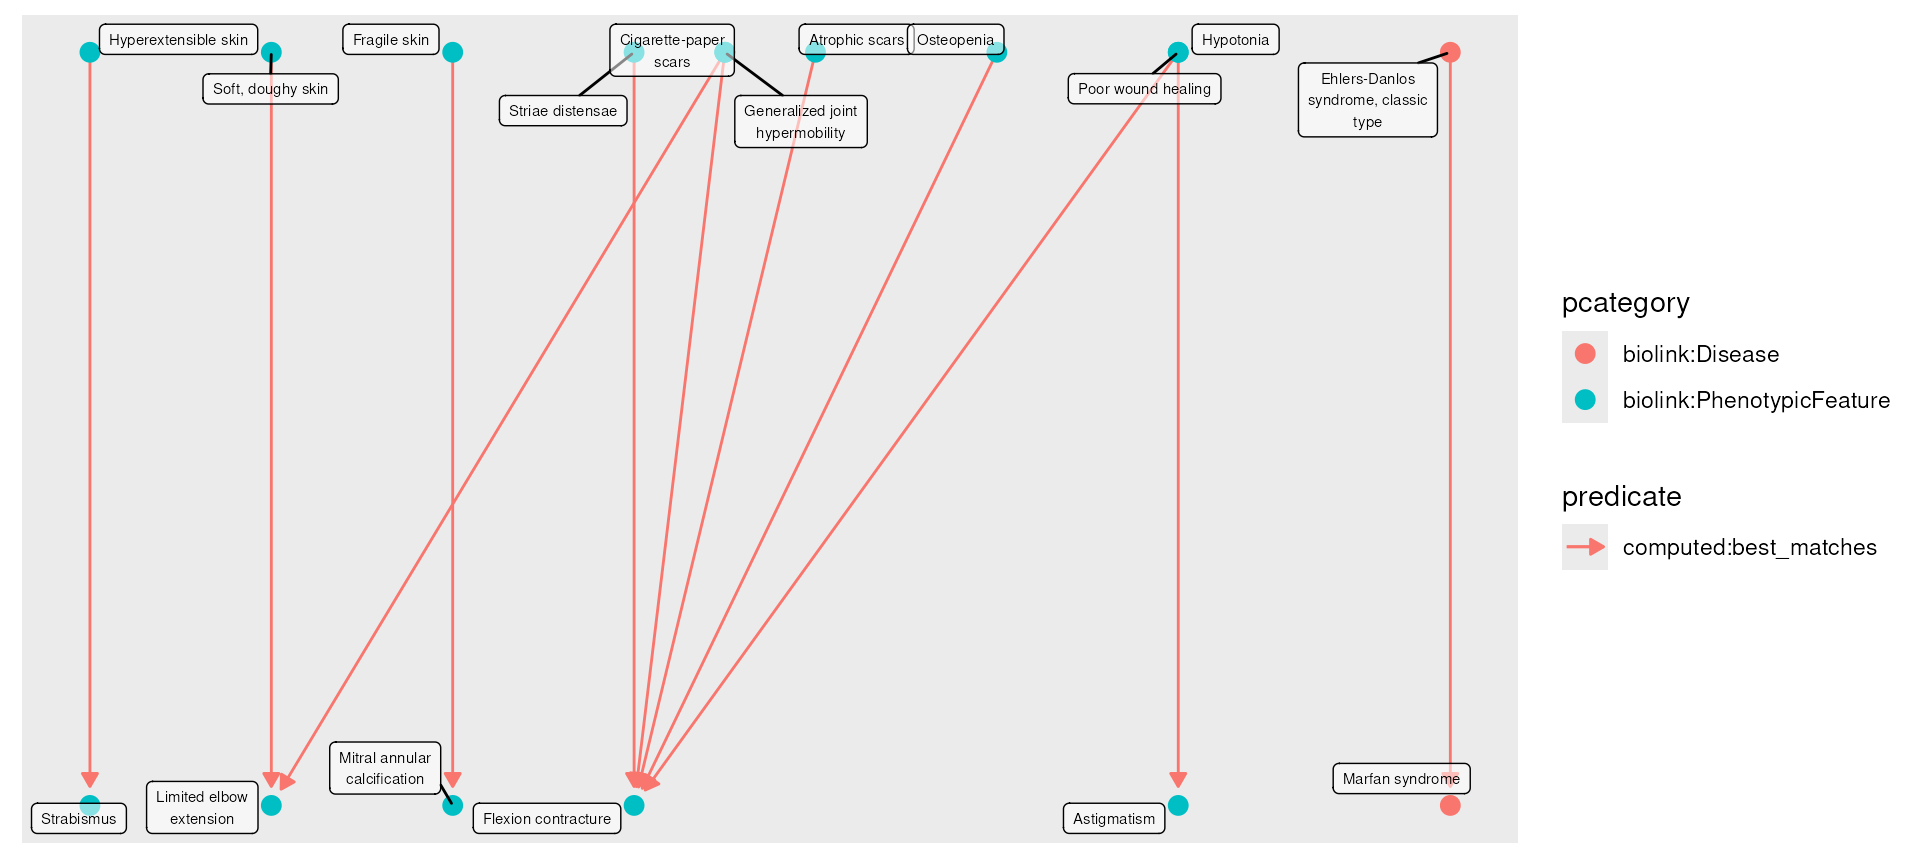 Hyperextensible skin
Fragile skin
Cigarette-paper
scars
Atrophic scars
Osteopenia
Hypotonia
Soft, doughy skin
Striae distensae
Generalized joint
hypermobility
Poor wound healing
Ehlers-Danlos
syndrome, classic
type
Strabismus
Limited elbow
extension
Mitral annular
calcification
Flexion contracture
Astigmatism
Marfan syndrome
pcategory
biolink:Disease
biolink:PhenotypicFeature
predicate
computed:best_matches